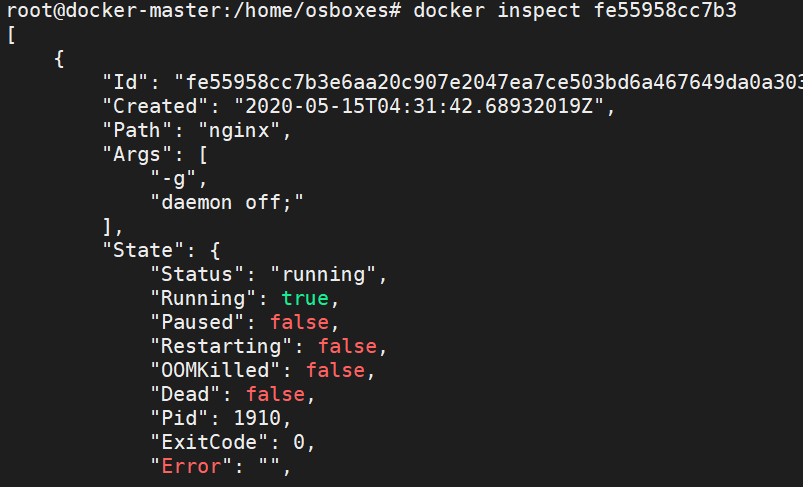 root@docker-master:/home/osboxes# docker inspect fe55958cc7b3
[
    {
        "Id": "fe55958cc7b3e6aa20c907e2047ea7ce503bd6a467649da0a303
        "Created": "2020-05-15T04:31:42.68932019Z",
        "Path": "nginx",
        "Args": [
            "-g",
            "daemon off;"
        ],
        "State": {
            "Status": "running",
            "Running": true,
            "Paused": false,
            "Restarting": false,
            "OOMKilled": false,
            "Dead": false,
            "Pid": 1910,
            "ExitCode": 0,
            "Error": "",